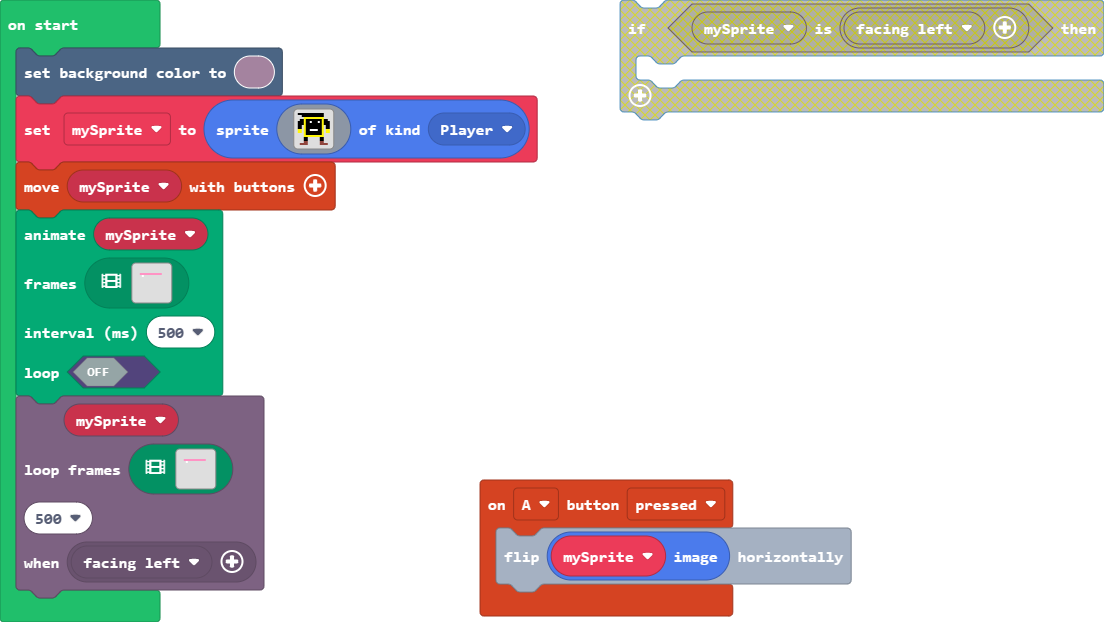 on start
set background color to
set mySprite to sprite of kind Player
move mySprite with buttons
animate mySprite
frames
interval (ms) 500
loop OFF
mySprite
loop frames
500
when facing left
if mySprite is facing left then
on A button pressed
flip mySprite image horizontally